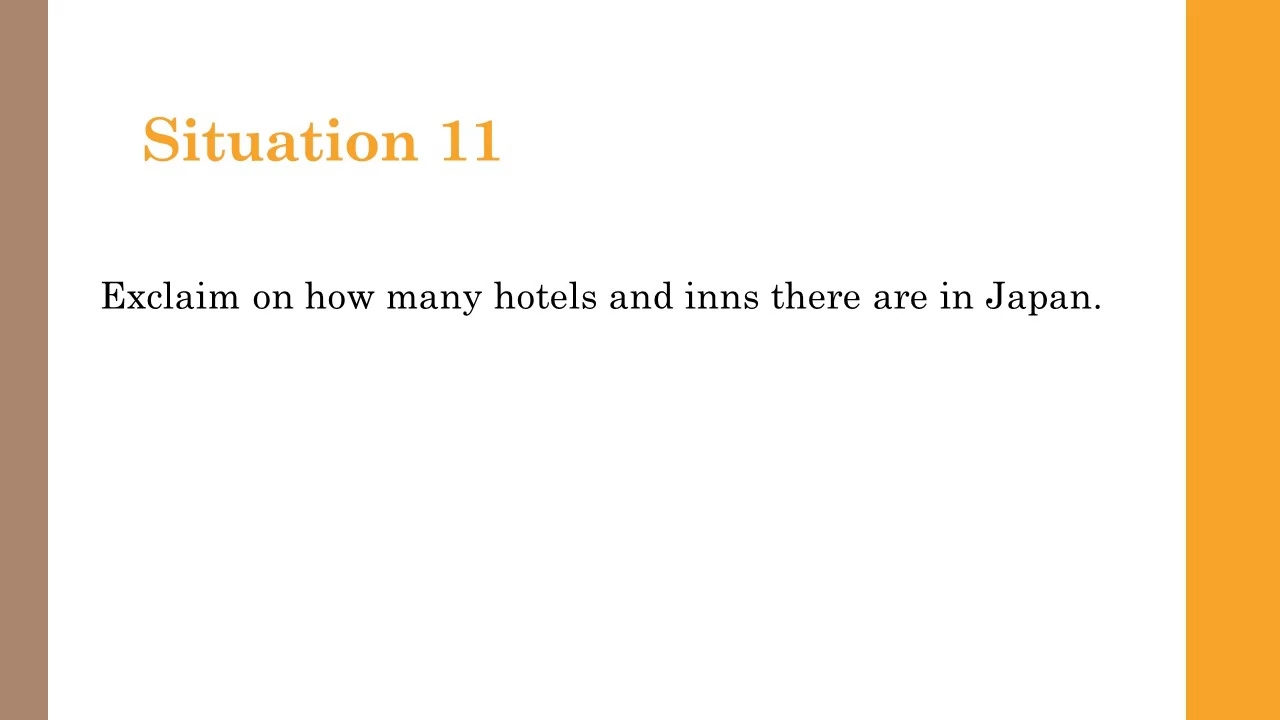 Situation 11
Exclaim on how many hotels and inns there are in Japan.